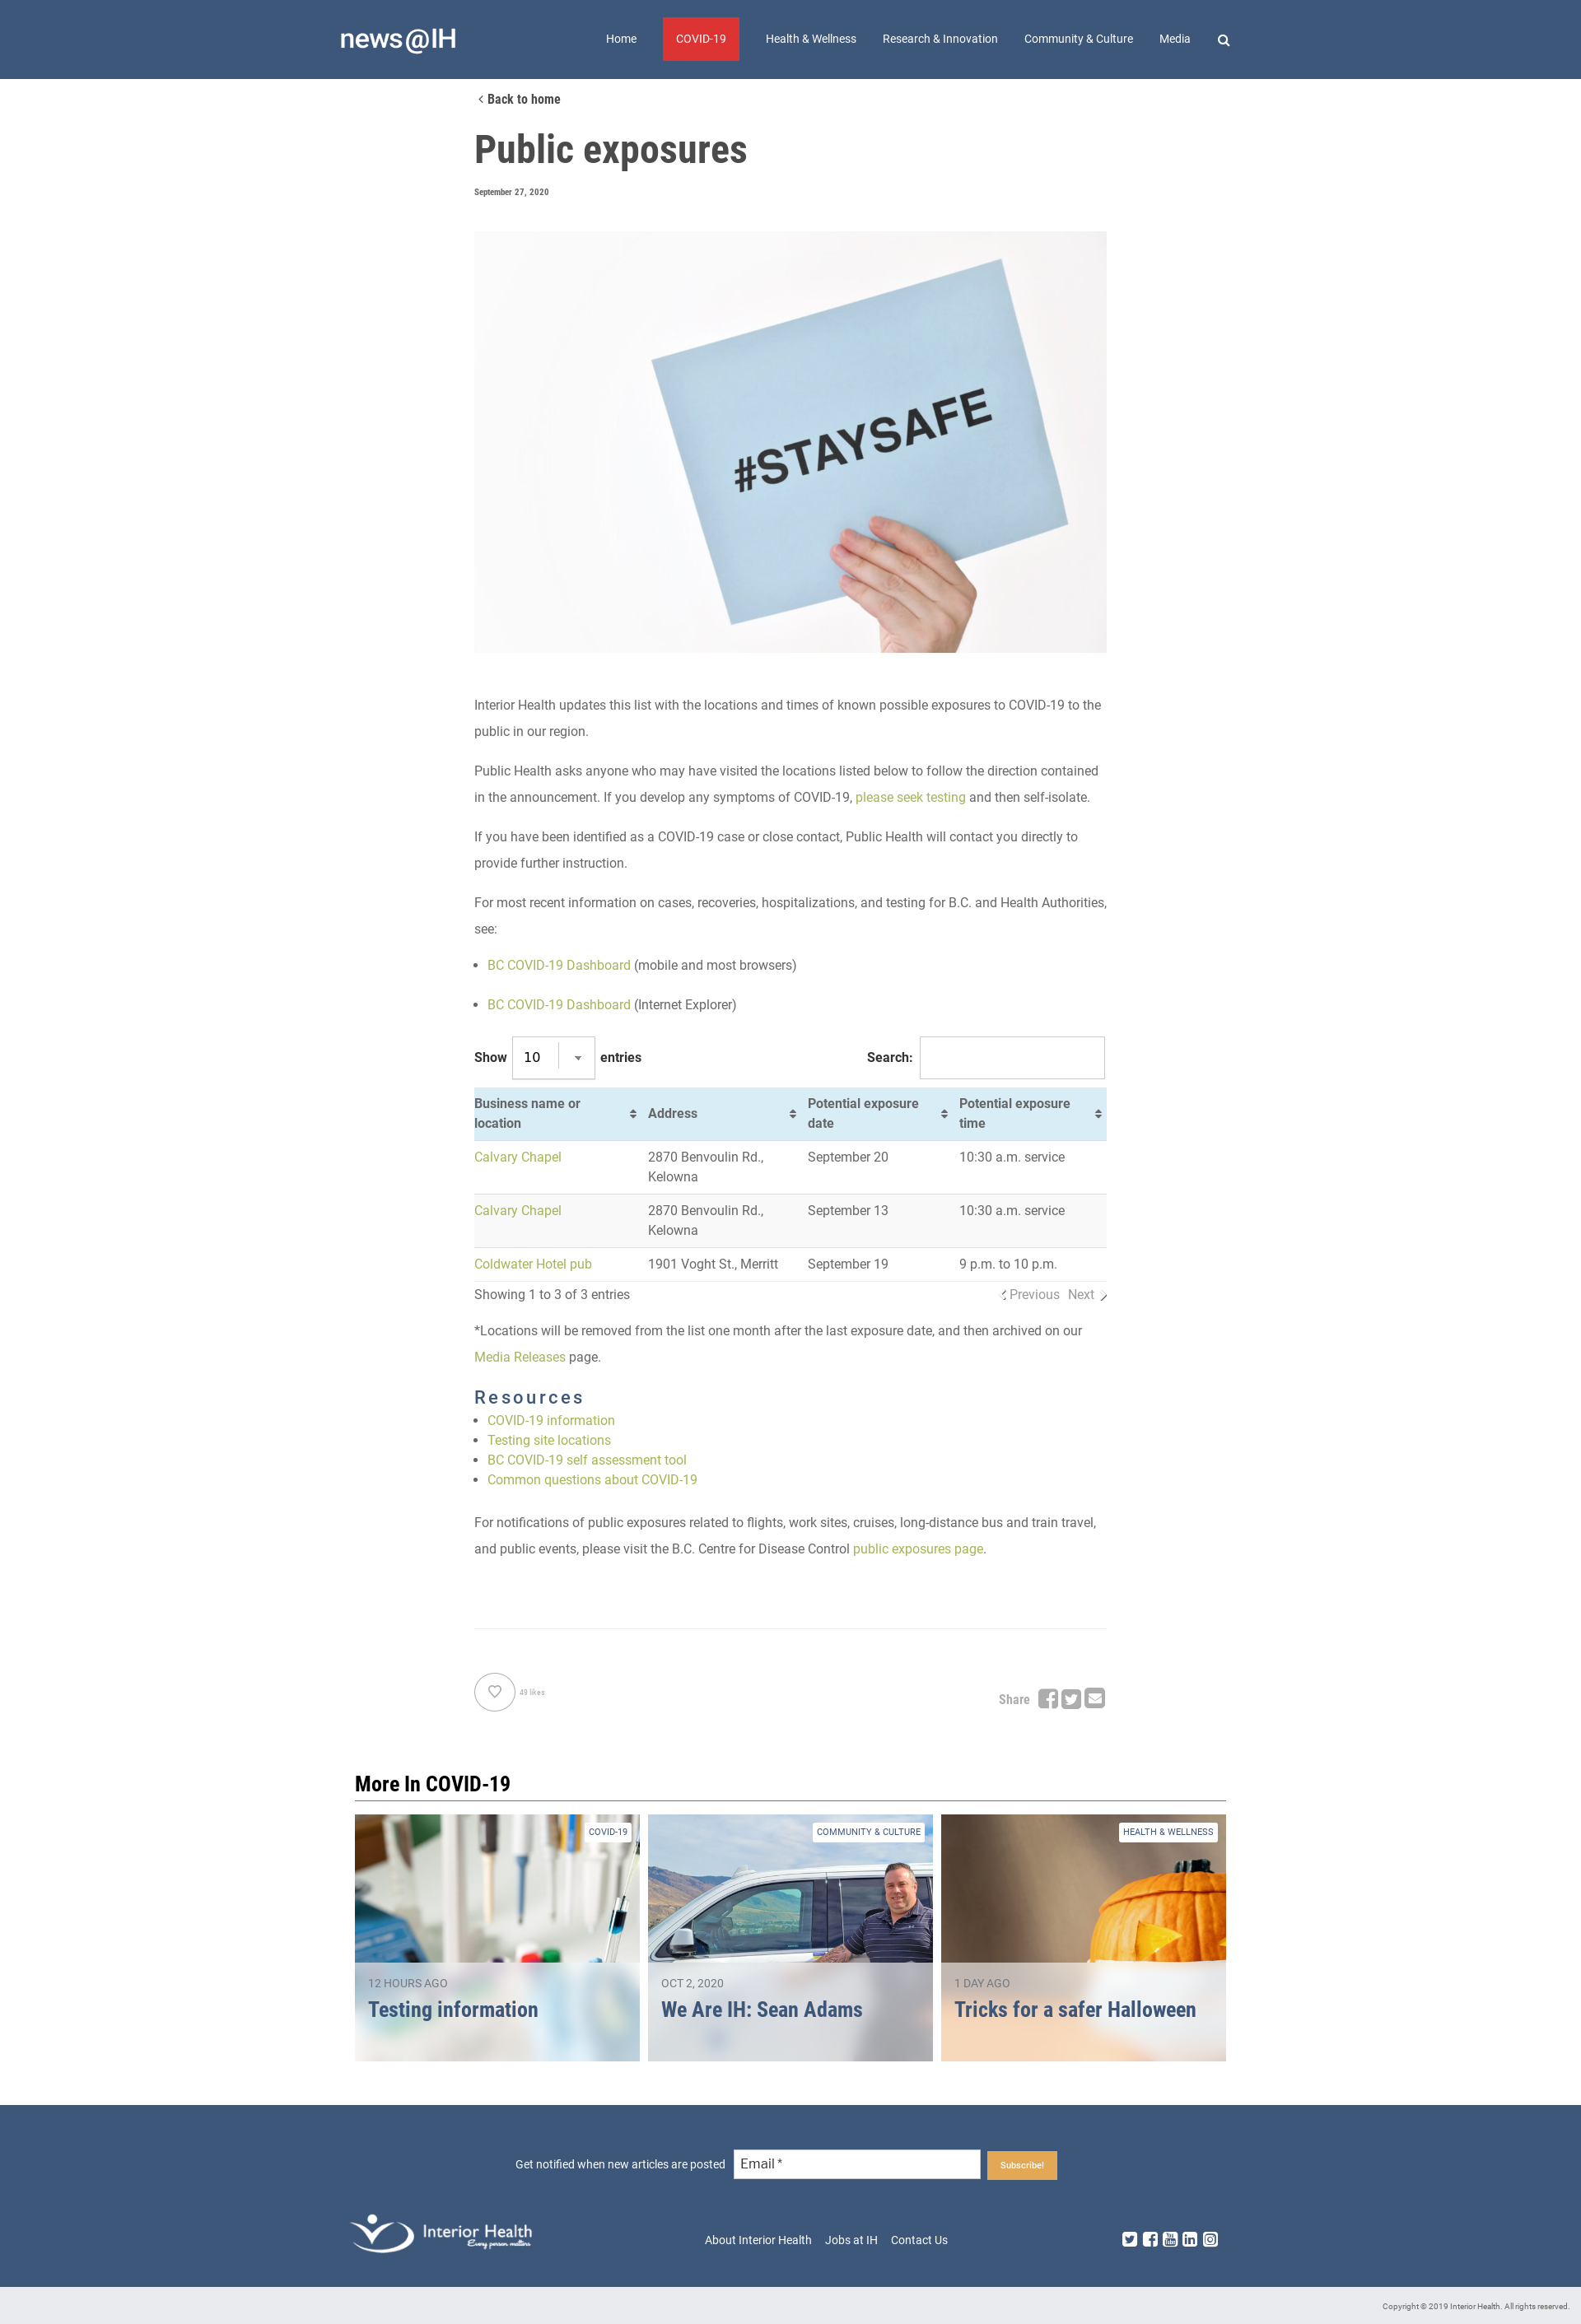 news@IH
Home COVID-19 Health & Wellness Research & Innovation Community & Culture Media
Back to home
Public exposures
September 27, 2020
#STAYSAFE
Interior Health updates this list with the locations and times of known possible exposures to COVID-19 to the
public in our region.
Public Health asks anyone who may have visited the locations listed below to follow the direction contained
in the announcement. If you develop any symptoms of COVID-19, please seek testing and then self-isolate.
If you have been identified as a COVID-19 case or close contact, Public Health will contact you directly to
provide further instruction.
For most recent information on cases, recoveries, hospitalizations, and testing for B.C. and Health Authorities,
see:
• BC COVID-19 Dashboard (mobile and most browsers)
• BC COVID-19 Dashboard (Internet Explorer)
Show 10 entries Search:
Business name or location Address Potential exposure date Potential exposure time
Calvary Chapel 2870 Benvoulin Rd., Kelowna September 20 10:30 a.m. service
Calvary Chapel 2870 Benvoulin Rd., Kelowna September 13 10:30 a.m. service
Coldwater Hotel pub 1901 Voght St., Merritt September 19 9 p.m. to 10 p.m.
Showing 1 to 3 of 3 entries Previous Next
*Locations will be removed from the list one month after the last exposure date, and then archived on our
Media Releases page.
Resources
• COVID-19 information
• Testing site locations
• BC COVID-19 self assessment tool
• Common questions about COVID-19
For notifications of public exposures related to flights, work sites, cruises, long-distance bus and train travel,
and public events, please visit the B.C. Centre for Disease Control public exposures page.
49 likes Share
More In COVID-19
COVID-19
12 HOURS AGO
Testing information
COMMUNITY & CULTURE
OCT 2, 2020
We Are IH: Sean Adams
HEALTH & WELLNESS
1 DAY AGO
Tricks for a safer Halloween
Get notified when new articles are posted Email * Subscribe!
Interior Health
Every person matters
About Interior Health Jobs at IH Contact Us
Copyright © 2019 Interior Health. All rights reserved.